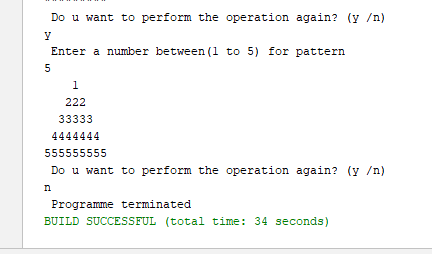 Do u want to perform the operation again? (y /n)
y
Enter a number between(1 to 5) for pattern
5
1
222
33333
4444444
555555555
Do u want to perform the operation again? (y /n)
n
Programme terminated
BUILD SUCCESSFUL (total time: 34 seconds)